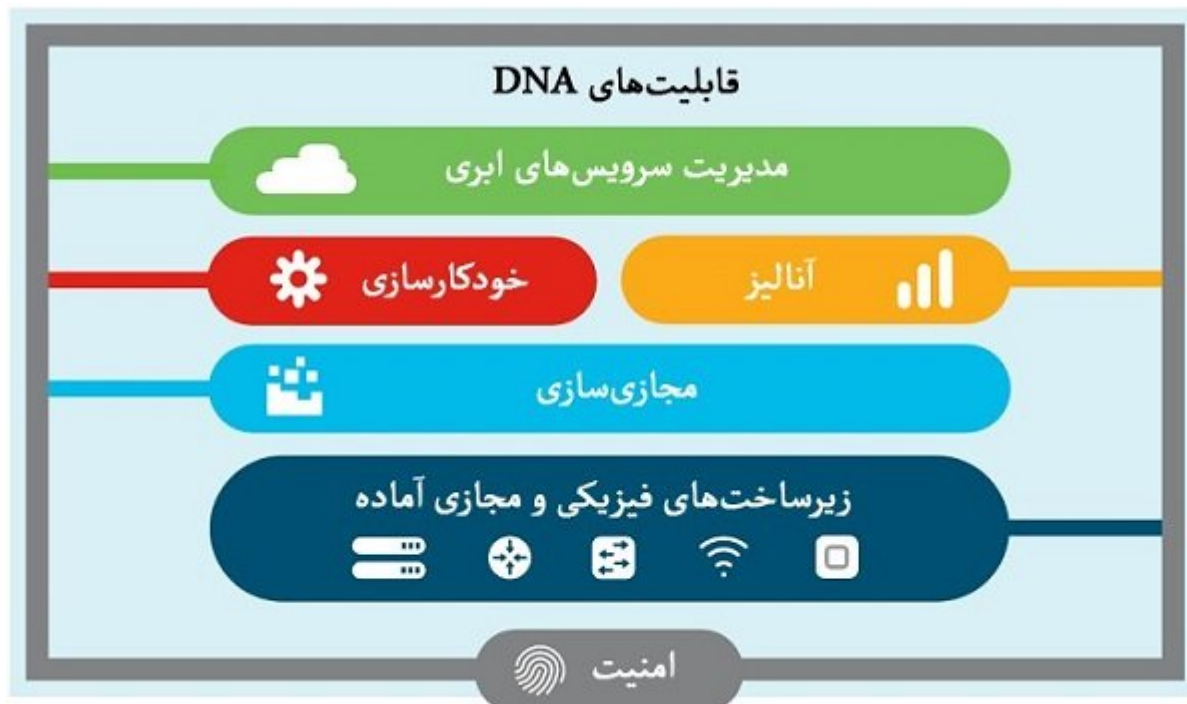 قابلیت‌های DNA
مدیریت سرویس‌های ابری
آنالیز
خودکارسازی
مجازی‌سازی
زیرساخت‌های فیزیکی و مجازی آماده
امنیت